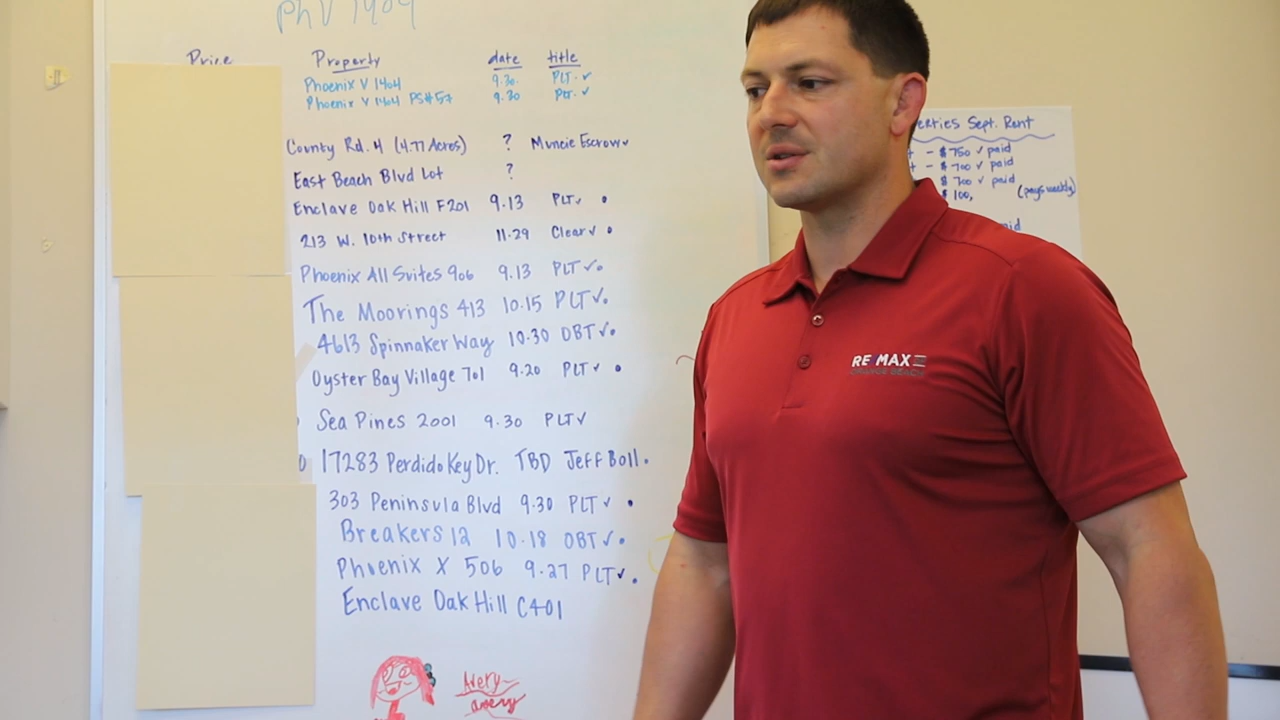 Ph V 1404
Price Property date title
Phoenix V 1404 9.30 PLT. ✓
Phoenix V 1404 PS#57 9.30 PLT. ✓
County Rd. 4 (4.77 Acres) ? Muncie Escrow ✓
East Beach Blvd Lot ?
Enclave Oak Hill F201 9.13 PLT ✓ •
213 W. 10th Street 11.29 Clear ✓ •
Phoenix All Suites 906 9.13 PLT ✓ •
The Moorings 413 10.15 PLT ✓ •
4613 Spinnaker Way 10.30 OBT ✓ •
Oyster Bay Village 701 9.20 PLT ✓ •
Sea Pines 2001 9.30 PLT ✓
17283 Perdido Key Dr. TBD Jeff Boll •
303 Peninsula Blvd 9.30 PLT ✓ •
Breakers 12 10.18 OBT ✓ •
Phoenix X 506 9.27 PLT ✓ •
Enclave Oak Hill C401
Avery
avery
erties Sept. Rent
- $750 ✓ paid
- $700 ✓ paid
$700 ✓ paid
$100, (pays weekly)
RE/MAX
ORANGE BEACH